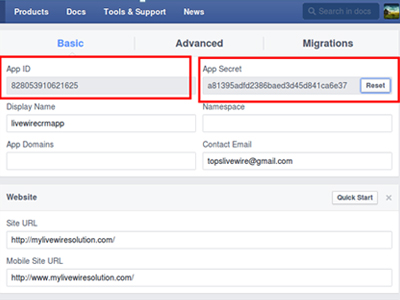 Products Docs Tools & Support News Search in docs
Basic Advanced Migrations
App ID App Secret
828053910621625 a81395adfd2386baed3d45d841ca6e37 Reset
Display Name Namespace
livewirecrmapp
App Domains Contact Email
topslivewire@gmail.com
Website Quick Start
Site URL
http://mylivewiresolution.com/
Mobile Site URL
http://www.mylivewiresolution.com/